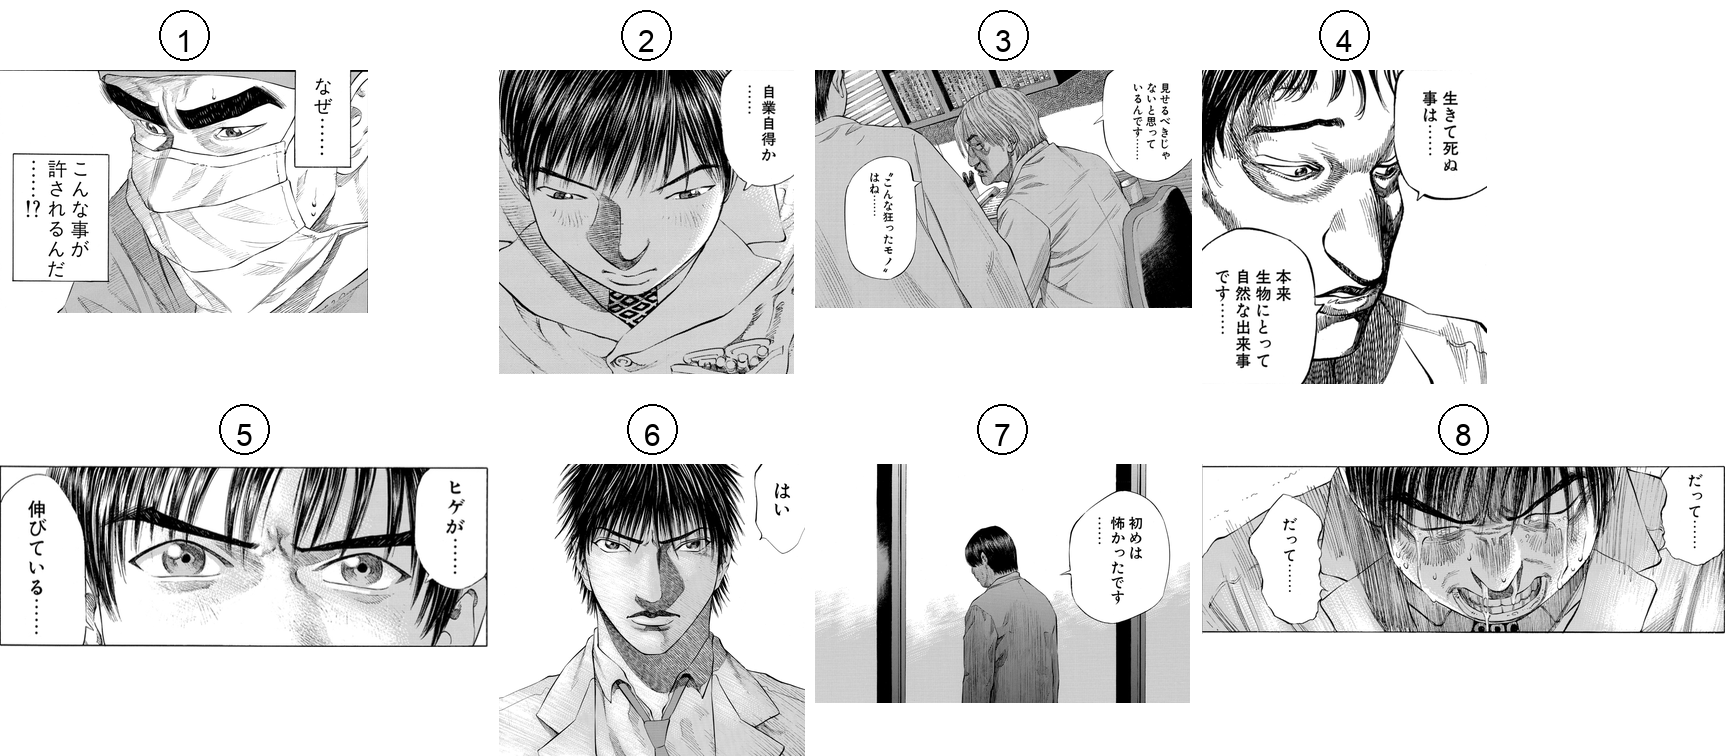 1
なぜ……
こんな事が
許されるんだ
……!?
2
自業自得か
……
3
見せるべきじゃ
ないと思って
いるんです……
“こんな狂ったモノ”
はね……
4
生きて死ぬ
事は……
本来
生物にとって
自然な出来事
です……
5
ヒゲが……
伸びている……
6
はい
7
初めは
怖かったです
……
8
だって……
だって……